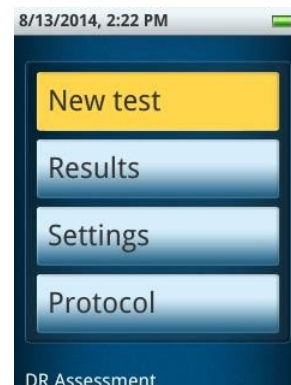 8/13/2014, 2:22 PM
New test
Results
Settings
Protocol
DR Assessment